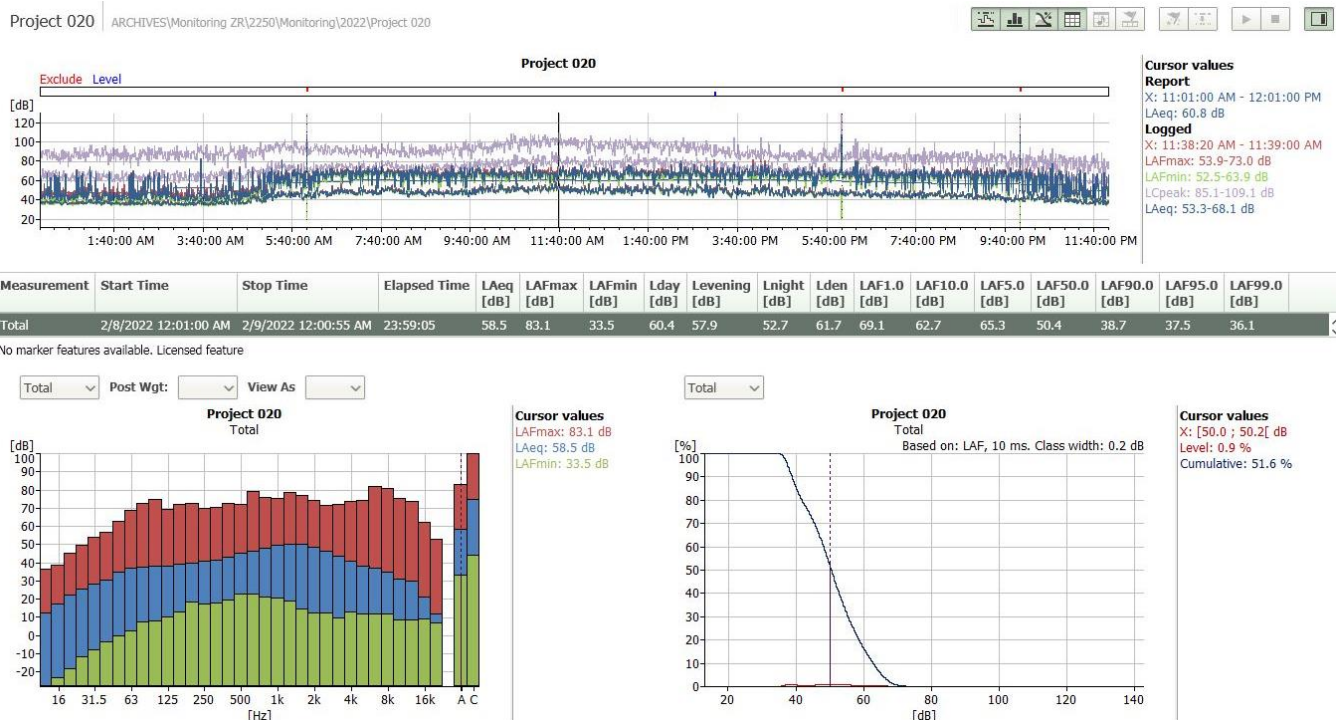 Project 020 ARCHIVES\Monitoring ZR\2250\Monitoring\2022\Project 020
Project 020
Exclude Level
[dB]
120
100
80
60
40
20
1:40:00 AM 3:40:00 AM 5:40:00 AM 7:40:00 AM 9:40:00 AM 11:40:00 AM 1:40:00 PM 3:40:00 PM 5:40:00 PM 7:40:00 PM 9:40:00 PM 11:40:00 PM
Cursor values
Report
X: 11:01:00 AM - 12:01:00 PM
LAeq: 60.8 dB
Logged
X: 11:38:20 AM - 11:39:00 AM
LAFmax: 53.9-73.0 dB
LAFmin: 52.5-63.9 dB
LCpeak: 85.1-109.1 dB
LAeq: 53.3-68.1 dB
Measurement Start Time Stop Time Elapsed Time LAeq LAFmax LAFmin Lday Levening Lnight Lden LAF1.0 LAF10.0 LAF5.0 LAF50.0 LAF90.0 LAF95.0 LAF99.0
[dB] [dB] [dB] [dB] [dB] [dB] [dB] [dB] [dB] [dB] [dB] [dB] [dB] [dB]
Total 2/8/2022 12:01:00 AM 2/9/2022 12:00:55 AM 23:59:05 58.5 83.1 33.5 60.4 57.9 52.7 61.7 69.1 62.7 65.3 50.4 38.7 37.5 36.1
No marker features available. Licensed feature
Total Post Wgt: View As
Project 020
Total
[dB]
100
90
80
70
60
50
40
30
20
10
0
-10
-20
16 31.5 63 125 250 500 1k 2k 4k 8k 16k A C
[Hz]
Cursor values
LAFmax: 83.1 dB
LAeq: 58.5 dB
LAFmin: 33.5 dB
Total
Project 020
Total
Based on: LAF, 10 ms. Class width: 0.2 dB
[%]
100
90
80
70
60
50
40
30
20
10
0
20 40 60 80 100 120 140
[dB]
Cursor values
X: [50.0 ; 50.2[ dB
Level: 0.9 %
Cumulative: 51.6 %